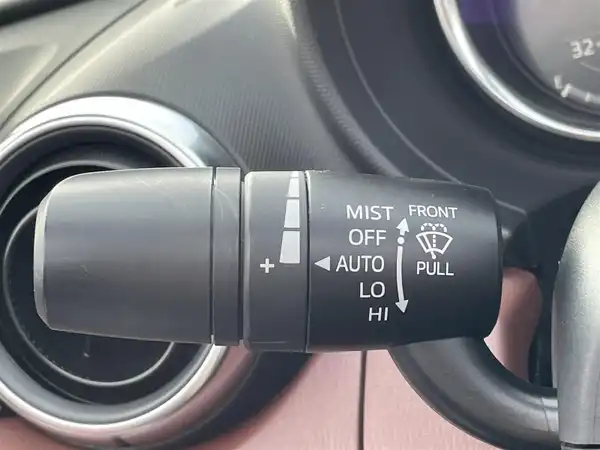 MIST FRONT
OFF
AUTO PULL
LO
HI
+